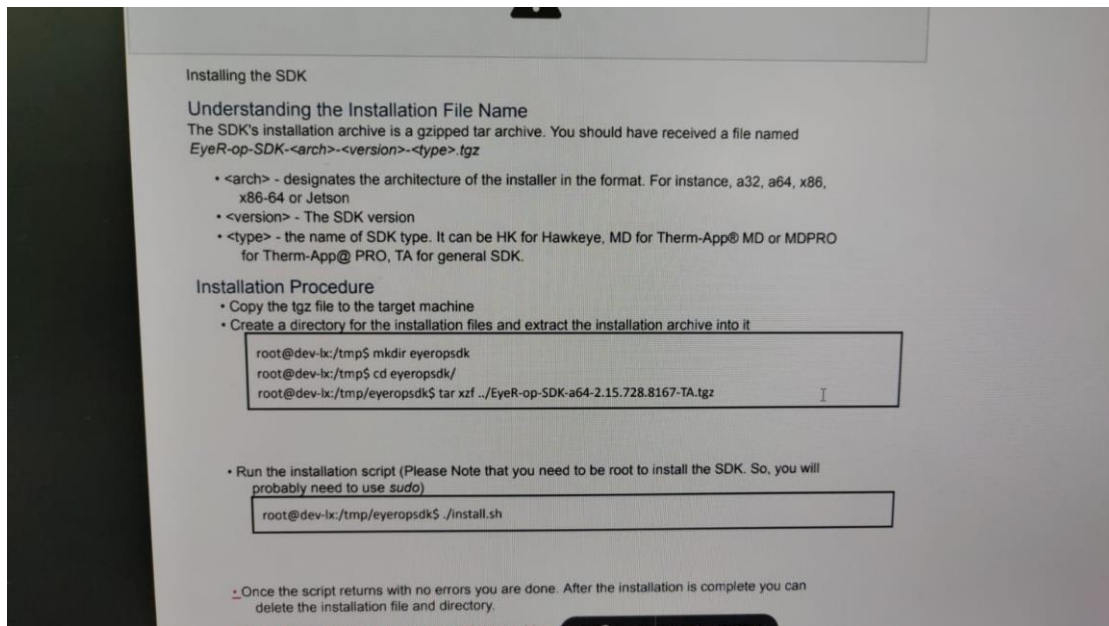 Installing the SDK
Understanding the Installation File Name
The SDK's installation archive is a gzipped tar archive. You should have received a file named
EyeR-op-SDK-<arch>-<version>-<type>.tgz
• <arch> - designates the architecture of the installer in the format. For instance, a32, a64, x86,
x86-64 or Jetson
• <version> - The SDK version
• <type> - the name of SDK type. It can be HK for Hawkeye, MD for Therm-App® MD or MDPRO
for Therm-App@ PRO, TA for general SDK.
Installation Procedure
• Copy the tgz file to the target machine
• Create a directory for the installation files and extract the installation archive into it
root@dev-lx:/tmp$ mkdir eyeropsdk
root@dev-lx:/tmp$ cd eyeropsdk/
root@dev-lx:/tmp/eyeropsdk$ tar xzf ../EyeR-op-SDK-a64-2.15.728.8167-TA.tgz
• Run the installation script (Please Note that you need to be root to install the SDK. So, you will
probably need to use sudo)
root@dev-lx:/tmp/eyeropsdk$ ./install.sh
• Once the script returns with no errors you are done. After the installation is complete you can
delete the installation file and directory.